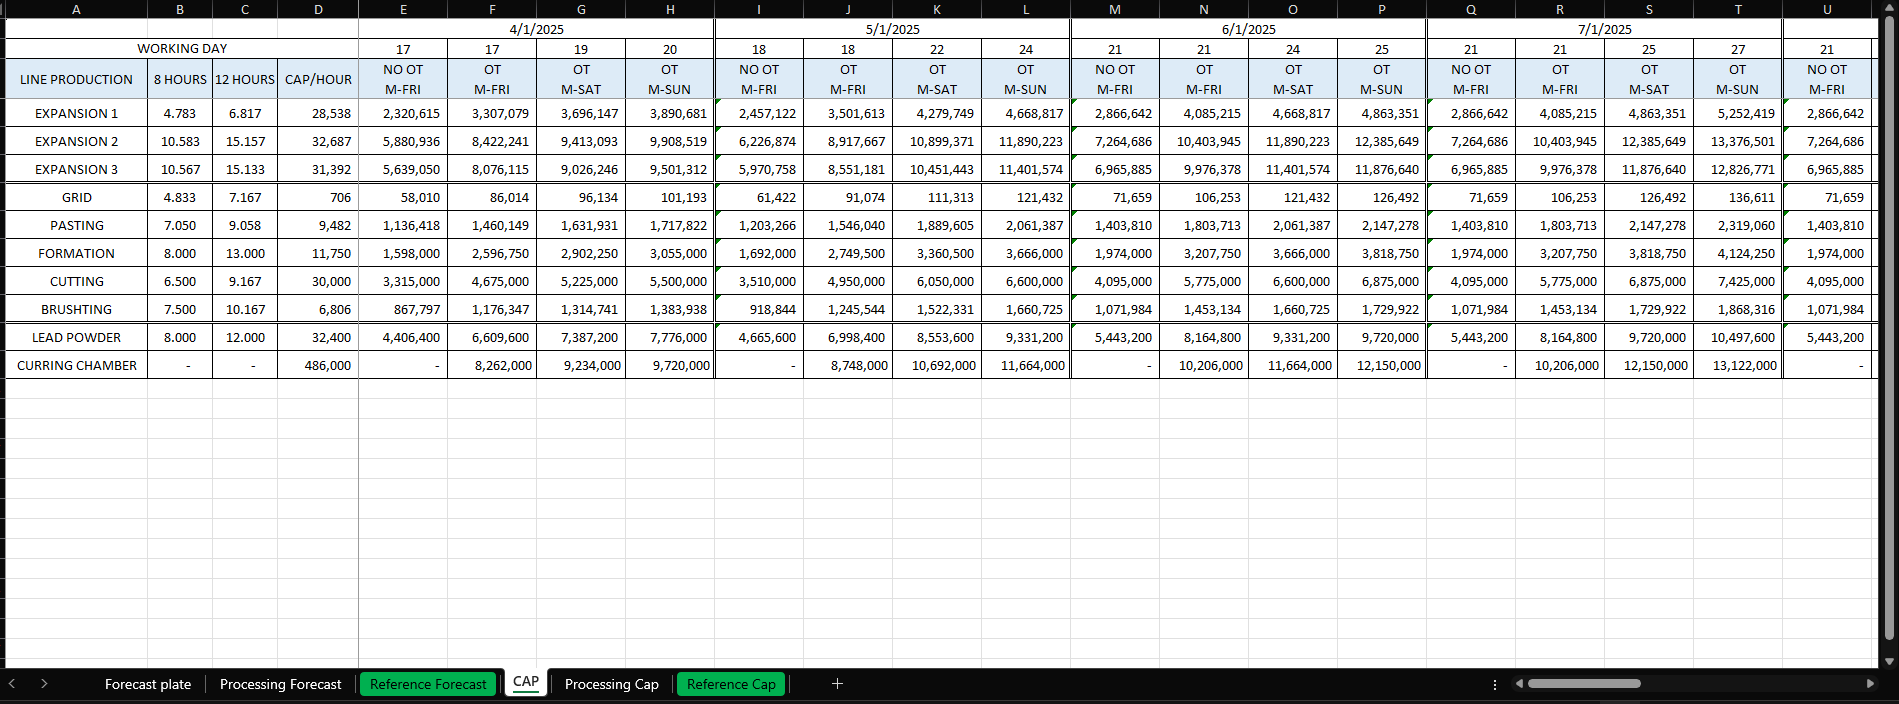 A B C D E F G H I J K L M N O P Q R S T U
4/1/2025 5/1/2025 6/1/2025 7/1/2025
WORKING DAY 17 17 19 20 18 18 22 24 21 21 24 25 21 21 25 27 21
LINE PRODUCTION 8 HOURS 12 HOURS CAP/HOUR NO OT M-FRI OT M-FRI OT M-SAT OT M-SUN NO OT M-FRI OT M-FRI OT M-SAT OT M-SUN NO OT M-FRI OT M-FRI OT M-SAT OT M-SUN NO OT M-FRI OT M-FRI OT M-SAT OT M-SUN NO OT M-FRI
EXPANSION 1 4.783 6.817 28,538 2,320,615 3,307,079 3,696,147 3,890,681 2,457,122 3,501,613 4,279,749 4,668,817 2,866,642 4,085,215 4,668,817 4,863,351 2,866,642 4,085,215 4,863,351 5,252,419 2,866,642
EXPANSION 2 10.583 15.157 32,687 5,880,936 8,422,241 9,413,093 9,908,519 6,226,874 8,917,667 10,899,371 11,890,223 7,264,686 10,403,945 11,890,223 12,385,649 7,264,686 10,403,945 12,385,649 13,376,501 7,264,686
EXPANSION 3 10.567 15.133 31,392 5,639,050 8,076,115 9,026,246 9,501,312 5,970,758 8,551,181 10,451,443 11,401,574 6,965,885 9,976,378 11,401,574 11,876,640 6,965,885 9,976,378 11,876,640 12,826,771 6,965,885
GRID 4.833 7.167 706 58,010 86,014 96,134 101,193 61,422 91,074 111,313 121,432 71,659 106,253 121,432 126,492 71,659 106,253 126,492 136,611 71,659
PASTING 7.050 9.058 9,482 1,136,418 1,460,149 1,631,931 1,717,822 1,203,266 1,546,040 1,889,605 2,061,387 1,403,810 1,803,713 2,061,387 2,147,278 1,403,810 1,803,713 2,147,278 2,319,060 1,403,810
FORMATION 8.000 13.000 11,750 1,598,000 2,596,750 2,902,250 3,055,000 1,692,000 2,749,500 3,360,500 3,666,000 1,974,000 3,207,750 3,666,000 3,818,750 1,974,000 3,207,750 3,818,750 4,124,250 1,974,000
CUTTING 6.500 9.167 30,000 3,315,000 4,675,000 5,225,000 5,500,000 3,510,000 4,950,000 6,050,000 6,600,000 4,095,000 5,775,000 6,600,000 6,875,000 4,095,000 5,775,000 6,875,000 7,425,000 4,095,000
BRUSHTING 7.500 10.167 6,806 867,797 1,176,347 1,314,741 1,383,938 918,844 1,245,544 1,522,331 1,660,725 1,071,984 1,453,134 1,660,725 1,729,922 1,071,984 1,453,134 1,729,922 1,868,316 1,071,984
LEAD POWDER 8.000 12.000 32,400 4,406,400 6,609,600 7,387,200 7,776,000 4,665,600 6,998,400 8,553,600 9,331,200 5,443,200 8,164,800 9,331,200 9,720,000 5,443,200 8,164,800 9,720,000 10,497,600 5,443,200
CURRING CHAMBER - - 486,000 - 8,262,000 9,234,000 9,720,000 - 8,748,000 10,692,000 11,664,000 - 10,206,000 11,664,000 12,150,000 - 10,206,000 12,150,000 13,122,000 -
Forecast plate Processing Forecast Reference Forecast CAP Processing Cap Reference Cap